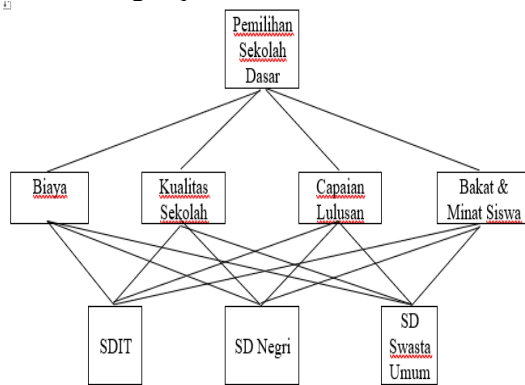 Pemilihan
Sekolah
Dasar
Biaya
Kualitas
Sekolah
Capaian
Lulusan
Bakat &
Minat Siswa
SDIT
SD Negri
SD
Swasta
Umum